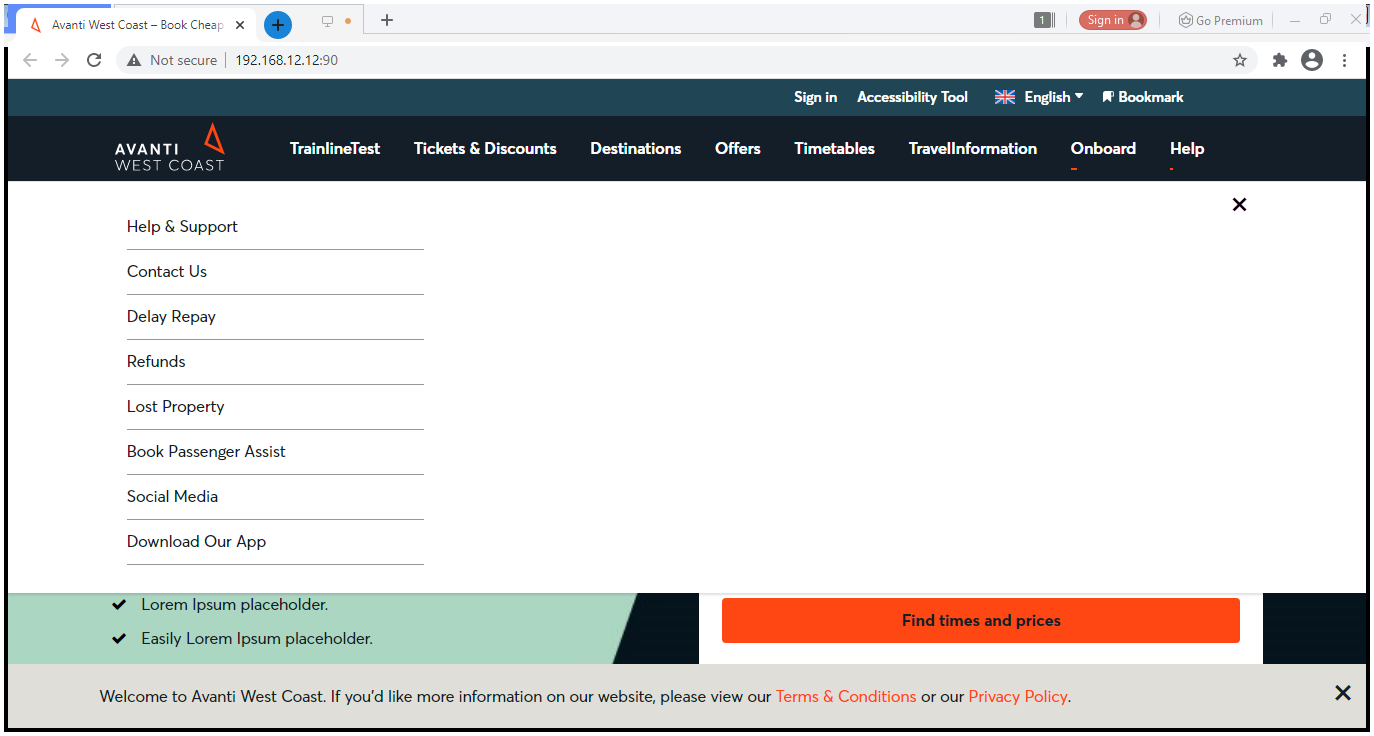 Avanti West Coast – Book Cheap
1
Sign in
Go Premium
Not secure
192.168.12.12:90
Sign in
Accessibility Tool
English
Bookmark
AVANTI
WEST COAST
TrainlineTest
Tickets & Discounts
Destinations
Offers
Timetables
TravelInformation
Onboard
Help
Help & Support
Contact Us
Delay Repay
Refunds
Lost Property
Book Passenger Assist
Social Media
Download Our App
Lorem Ipsum placeholder.
Easily Lorem Ipsum placeholder.
Find times and prices
Welcome to Avanti West Coast. If you'd like more information on our website, please view our Terms & Conditions or our Privacy Policy.